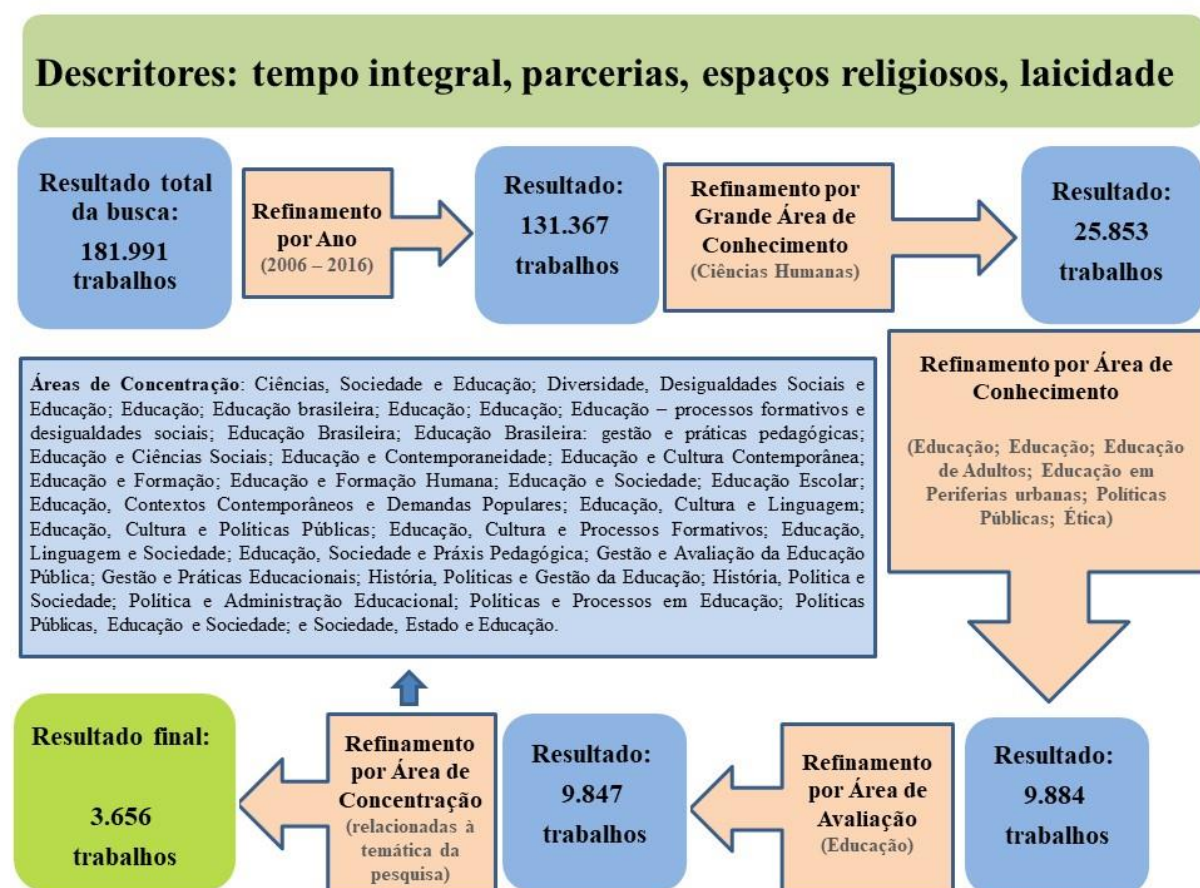 Descritores: tempo integral, parcerias, espaços religiosos, laicidade
Resultado total
da busca:
181.991
trabalhos
Refinamento
por Ano
(2006 – 2016)
Resultado:
131.367
trabalhos
Refinamento por
Grande Área de
Conhecimento
(Ciências Humanas)
Resultado:
25.853
trabalhos
Refinamento por Área de
Conhecimento
(Educação; Educação; Educação
de Adultos; Educação em
Periferias urbanas; Políticas
Públicas; Ética)
Áreas de Concentração: Ciências, Sociedade e Educação; Diversidade, Desigualdades Sociais e
Educação; Educação; Educação brasileira; Educação; Educação; Educação – processos formativos e
desigualdades sociais; Educação Brasileira; Educação Brasileira: gestão e práticas pedagógicas;
Educação e Ciências Sociais; Educação e Contemporaneidade; Educação e Cultura Contemporânea;
Educação e Formação; Educação e Formação Humana; Educação e Sociedade; Educação Escolar;
Educação, Contextos Contemporâneos e Demandas Populares; Educação, Cultura e Linguagem;
Educação, Cultura e Políticas Públicas; Educação, Cultura e Processos Formativos; Educação,
Linguagem e Sociedade; Educação, Sociedade e Práxis Pedagógica; Gestão e Avaliação da Educação
Pública; Gestão e Práticas Educacionais; História, Políticas e Gestão da Educação; História, Política e
Sociedade; Política e Administração Educacional; Políticas e Processos em Educação; Políticas
Públicas, Educação e Sociedade; e Sociedade, Estado e Educação.
Resultado:
9.884
trabalhos
Refinamento
por Área de
Avaliação
(Educação)
Resultado:
9.847
trabalhos
Refinamento
por Área de
Concentração
(relacionadas à
temática da
pesquisa)
Resultado final:
3.656
trabalhos